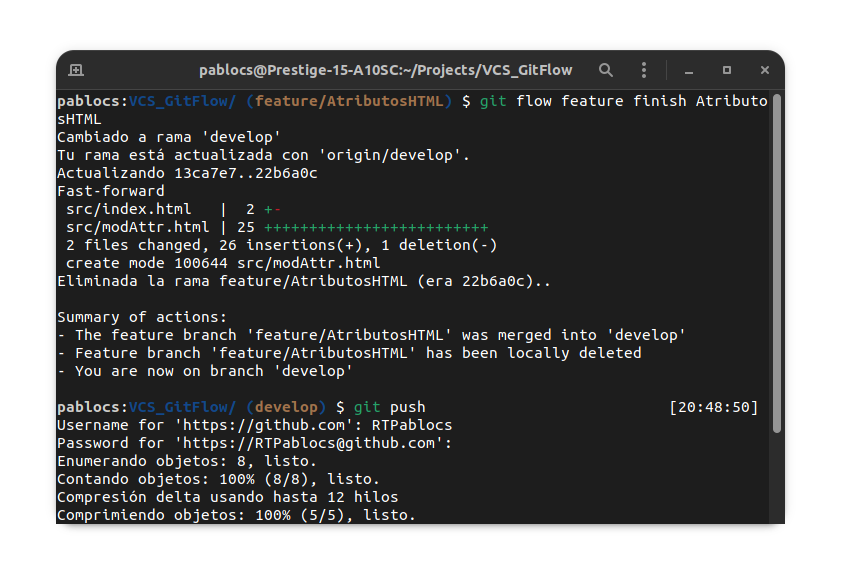 pablocs@Prestige-15-A10SC:~/Projects/VCS_GitFlow
pablocs:VCS_GitFlow/ (feature/AtributosHTML) $ git flow feature finish Atributo
sHTML
Cambiado a rama 'develop'
Tu rama está actualizada con 'origin/develop'.
Actualizando 13ca7e7..22b6a0c
Fast-forward
 src/index.html   |  2 +-
 src/modAttr.html | 25 +++++++++++++++++++++++++
 2 files changed, 26 insertions(+), 1 deletion(-)
 create mode 100644 src/modAttr.html
Eliminada la rama feature/AtributosHTML (era 22b6a0c)..

Summary of actions:
- The feature branch 'feature/AtributosHTML' was merged into 'develop'
- Feature branch 'feature/AtributosHTML' has been locally deleted
- You are now on branch 'develop'

pablocs:VCS_GitFlow/ (develop) $ git push                           [20:48:50]
Username for 'https://github.com': RTPablocs
Password for 'https://RTPablocs@github.com':
Enumerando objetos: 8, listo.
Contando objetos: 100% (8/8), listo.
Compresión delta usando hasta 12 hilos
Comprimiendo objetos: 100% (5/5), listo.